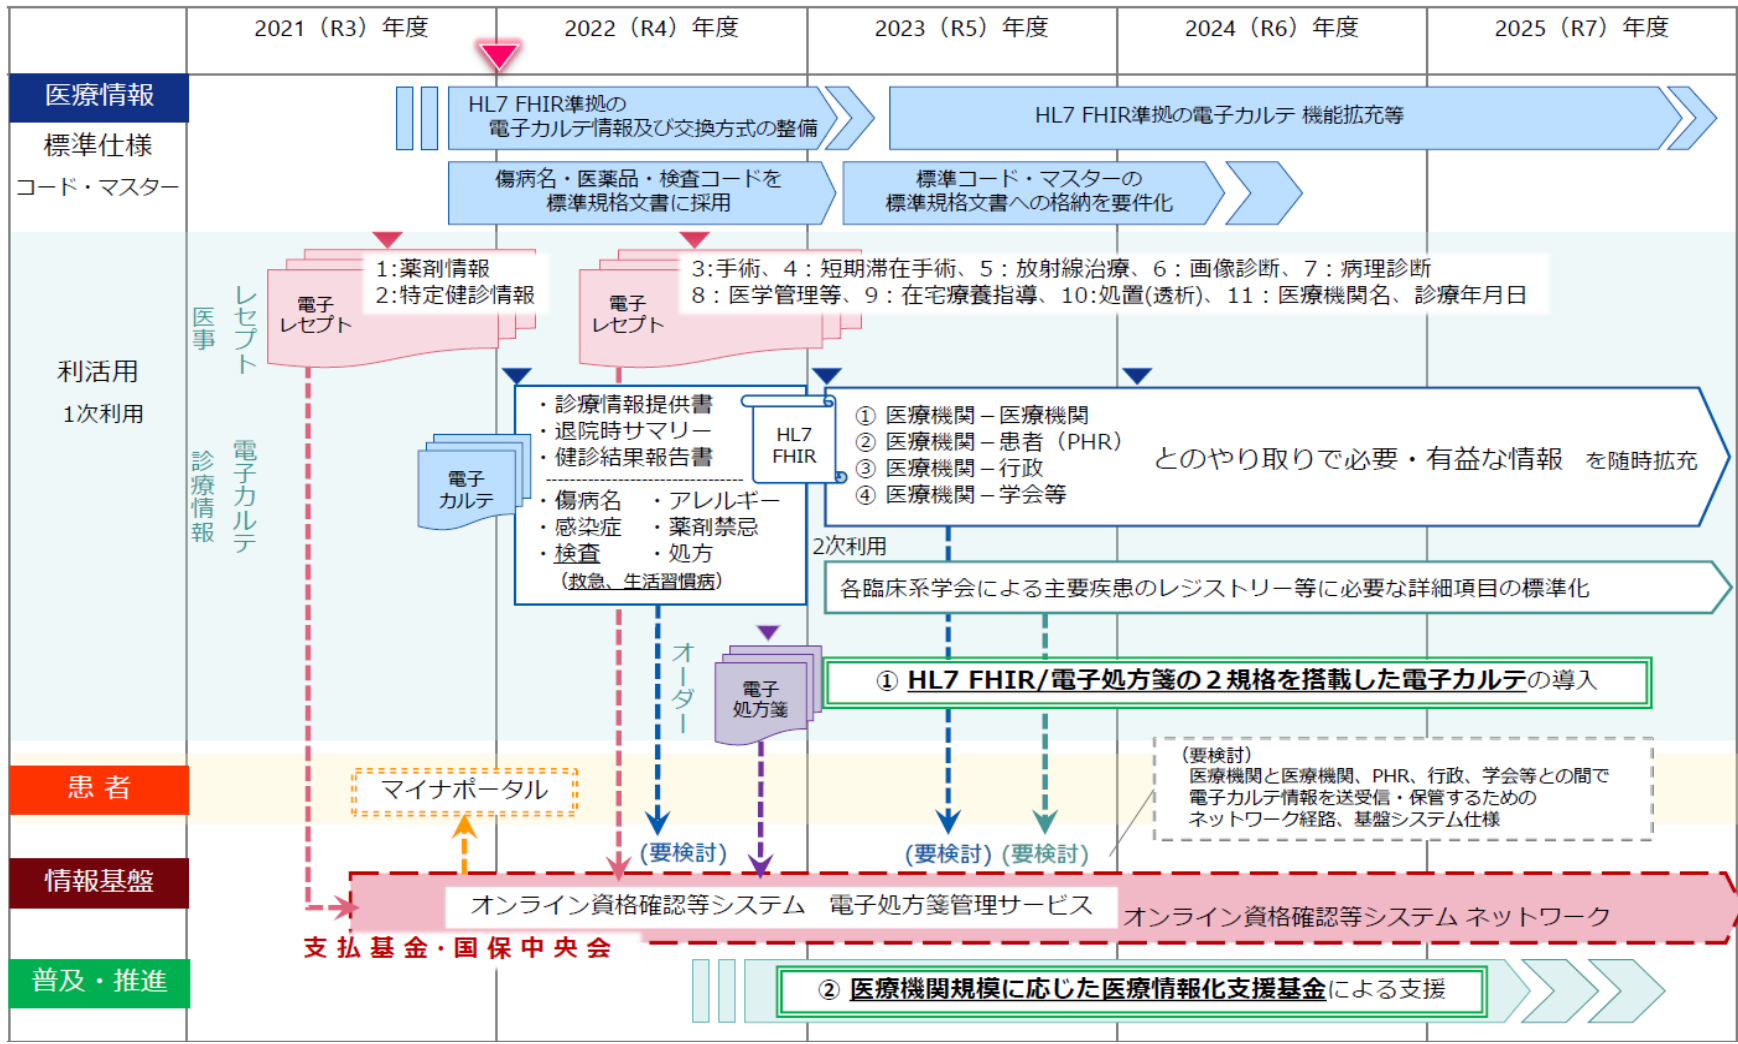 2021（R3）年度
2022（R4）年度
2023（R5）年度
2024（R6）年度
2025（R7）年度
医療情報
標準仕様
コード・マスター
HL7 FHIR準拠の
電子カルテ情報及び交換方式の整備
HL7 FHIR準拠の電子カルテ 機能拡充等
傷病名・医薬品・検査コードを
標準規格文書に採用
標準コード・マスターの
標準規格文書への格納を要件化
利活用
1次利用
医事
レセプト
電子
レセプト
1:薬剤情報
2:特定健診情報
電子
レセプト
3:手術、4：短期滞在手術、5：放射線治療、6：画像診断、7：病理診断
8：医学管理等、9：在宅療養指導、10:処置(透析)、11：医療機関名、診療年月日
診療情報
電子カルテ
電子
カルテ
・診療情報提供書
・退院時サマリー
・健診結果報告書
・傷病名 ・アレルギー
・感染症 ・薬剤禁忌
・検査 ・処方
（救急、生活習慣病）
HL7
FHIR
① 医療機関－医療機関
② 医療機関－患者（PHR）
③ 医療機関－行政
④ 医療機関－学会等
とのやり取りで必要・有益な情報 を随時拡充
2次利用
各臨床系学会による主要疾患のレジストリー等に必要な詳細項目の標準化
オーダー
電子
処方箋
① HL7 FHIR/電子処方箋の２規格を搭載した電子カルテの導入
患 者
マイナポータル
（要検討）
医療機関と医療機関、PHR、行政、学会等との間で
電子カルテ情報を送受信・保管するための
ネットワーク経路、基盤システム仕様
(要検討)
(要検討)
(要検討)
情報基盤
オンライン資格確認等システム 電子処方箋管理サービス
オンライン資格確認等システム ネットワーク
支払基金･国保中央会
普及・推進
② 医療機関規模に応じた医療情報化支援基金による支援